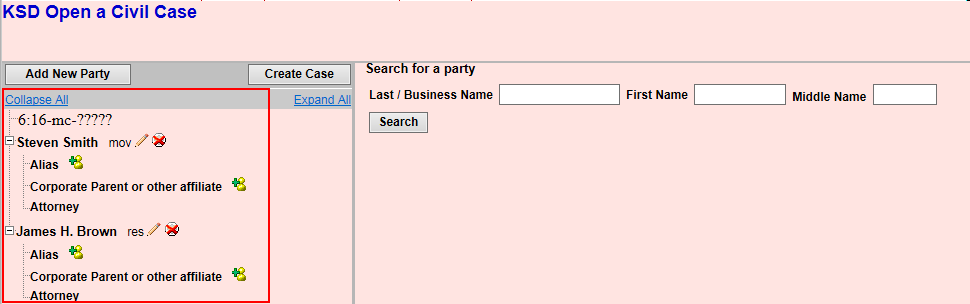 KSD Open a Civil Case
Add New Party Create Case
Collapse All Expand All
6:16-mc-?????
Steven Smith mov
Alias
Corporate Parent or other affiliate
Attorney
James H. Brown res
Alias
Corporate Parent or other affiliate
Attorney
Search for a party
Last / Business Name First Name Middle Name
Search